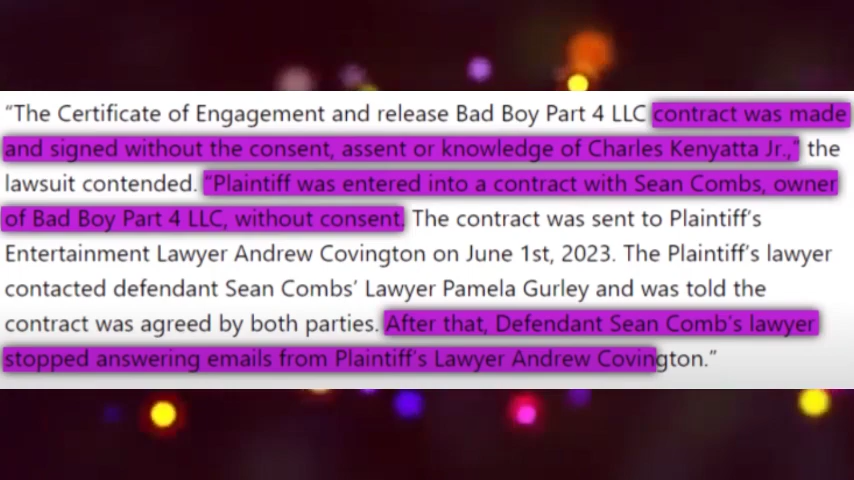 “The Certificate of Engagement and release Bad Boy Part 4 LLC contract was made
and signed without the consent, assent or knowledge of Charles Kenyatta Jr.,” the
lawsuit contended. “Plaintiff was entered into a contract with Sean Combs, owner
of Bad Boy Part 4 LLC, without consent. The contract was sent to Plaintiff’s
Entertainment Lawyer Andrew Covington on June 1st, 2023. The Plaintiff’s lawyer
contacted defendant Sean Combs’ Lawyer Pamela Gurley and was told the
contract was agreed by both parties. After that, Defendant Sean Comb’s lawyer
stopped answering emails from Plaintiff’s Lawyer Andrew Covington.”